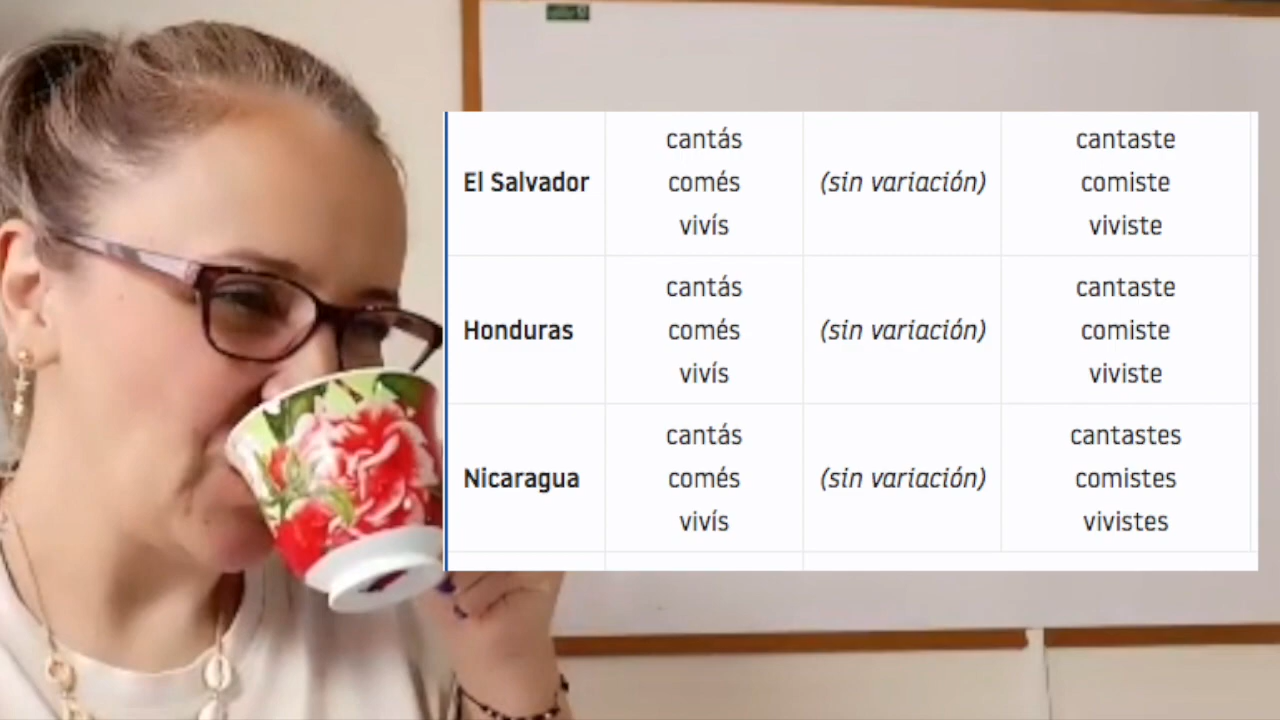 cantás
cantaste
El Salvador
comés
(sin variación)
comiste
vivís
viviste
cantás
cantaste
Honduras
comés
(sin variación)
comiste
vivís
viviste
cantás
cantastes
Nicaragua
comés
(sin variación)
comistes
vivís
vivistes